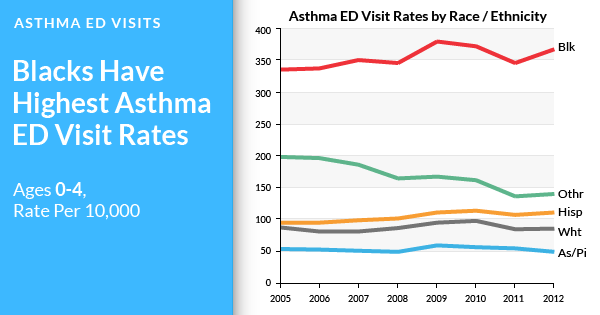 ASTHMA ED VISITS
Blacks Have
Highest Asthma
ED Visit Rates
Ages 0-4,
Rate Per 10,000
Asthma ED Visit Rates by Race / Ethnicity
400
350
300
250
200
150
100
50
0
Blk
Othr
Hisp
Wht
As/Pi
2005 2006 2007 2008 2009 2010 2011 2012